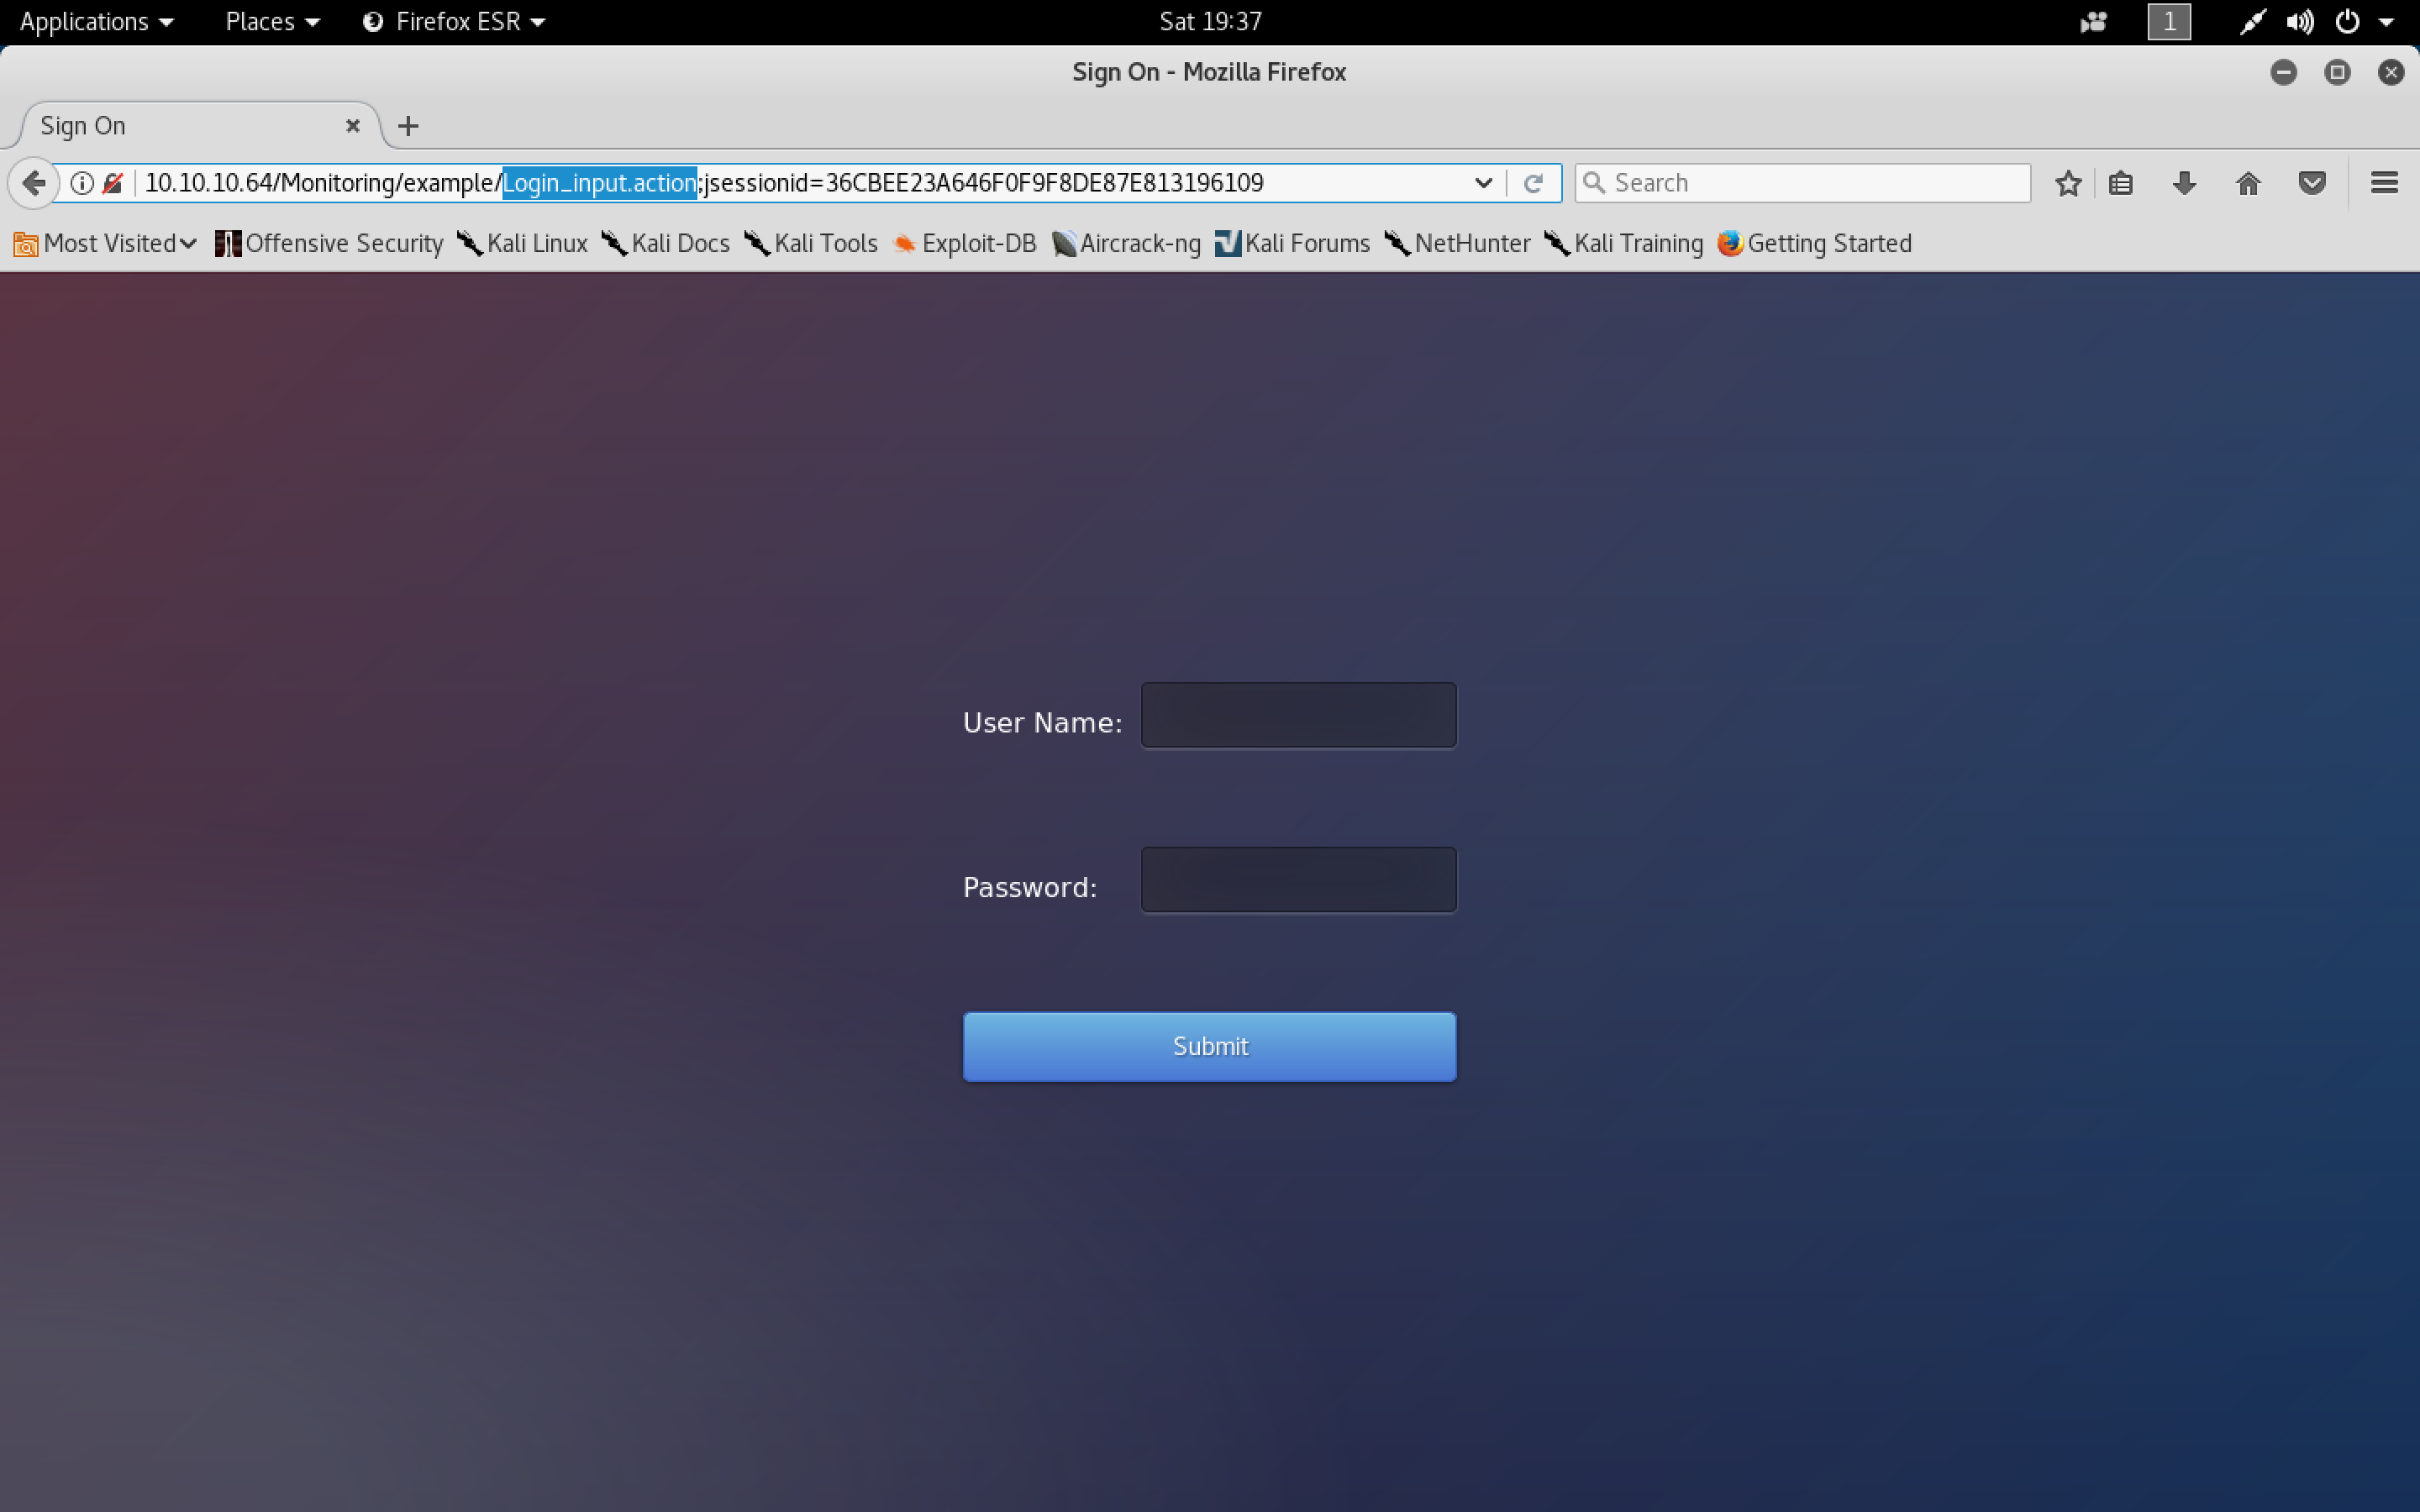 Applications Places Firefox ESR Sat 19:37 1
Sign On - Mozilla Firefox
Sign On
10.10.10.64/Monitoring/example/Login_input.action;jsessionid=36CBEE23A646F0F9F8DE87E813196109 Search
Most Visited Offensive Security Kali Linux Kali Docs Kali Tools Exploit-DB Aircrack-ng Kali Forums NetHunter Kali Training Getting Started
User Name:
Password:
Submit